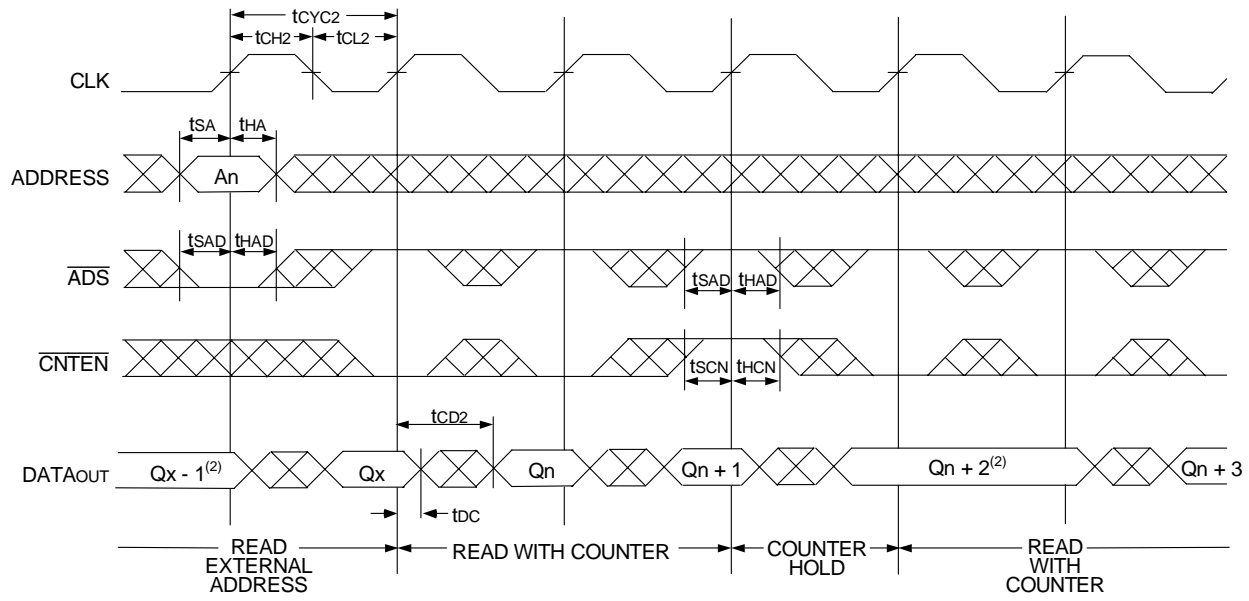 tCYC2
tCH2 tCL2
CLK
tSA tHA
ADDRESS An
tSAD tHAD
ADS
tSAD tHAD
CNTEN
tSCN tHCN
tCD2
DATAOUT Qx - 1(2) Qx Qn Qn + 1 Qn + 2(2) Qn + 3
tDC
READ EXTERNAL ADDRESS
READ WITH COUNTER
COUNTER HOLD
READ WITH COUNTER